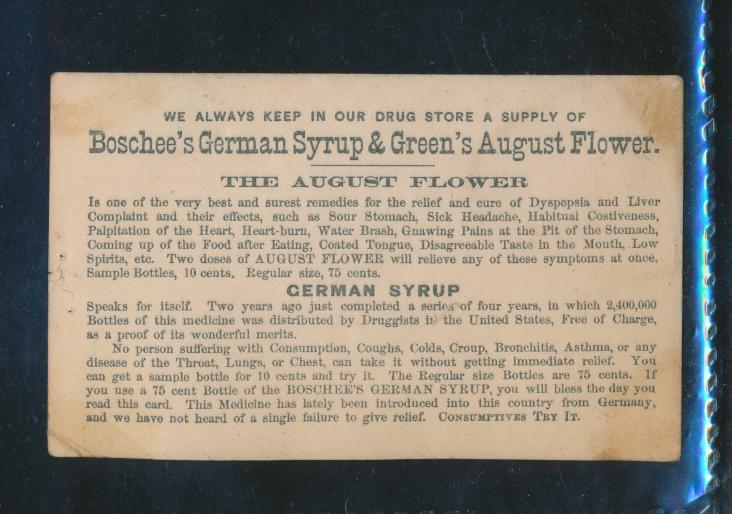 WE ALWAYS KEEP IN OUR DRUG STORE A SUPPLY OF
Boschee's German Syrup & Green's August Flower.
THE AUGUST FLOWER
Is one of the very best and surest remedies for the relief and cure of Dyspepsia and Liver
Complaint and their effects, such as Sour Stomach, Sick Headache, Habitual Costiveness,
Palpitation of the Heart, Heart-burn, Water Brash, Gnawing Pains at the Pit of the Stomach,
Coming up of the Food after Eating, Coated Tongue, Disagreeable Taste in the Mouth, Low
Spirits, etc. Two doses of AUGUST FLOWER will relieve any of these symptoms at once.
Sample Bottles, 10 cents. Regular size, 75 cents.
GERMAN SYRUP
Speaks for itself. Two years ago just completed a series of four years, in which 2,400,000
Bottles of this medicine was distributed by Druggists in the United States, Free of Charge,
as a proof of its wonderful merits.
No person suffering with Consumption, Coughs, Colds, Croup, Bronchitis, Asthma, or any
disease of the Throat, Lungs, or Chest, can take it without getting immediate relief. You
can get a sample bottle for 10 cents and try it. The Regular size Bottles are 75 cents. If
you use a 75 cent Bottle of the BOSCHEE'S GERMAN SYRUP, you will bless the day you
read this card. This Medicine has lately been introduced into this country from Germany,
and we have not heard of a single failure to give relief. CONSUMPTIVES TRY IT.